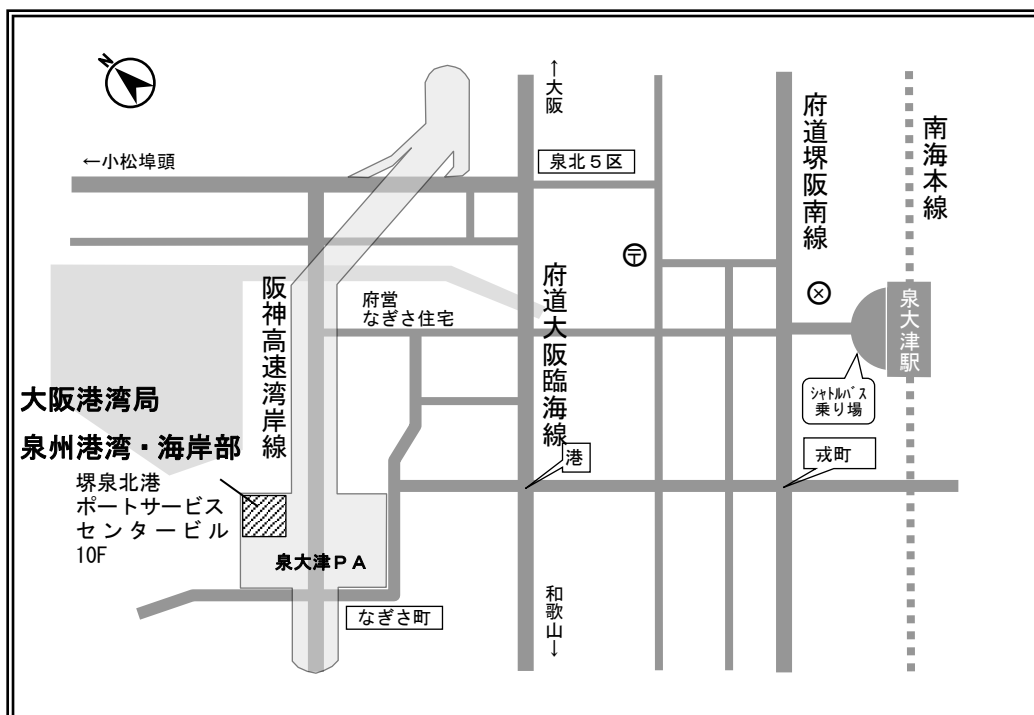 N
←小松埠頭
↑大阪
泉北５区
府道堺阪南線
南海本線
〒
府営
なぎさ住宅
阪神高速湾岸線
府道大阪臨海線
泉大津駅
ｼｬﾄﾙﾊﾞｽ
乗り場
大阪港湾局
泉州港湾・海岸部
堺泉北港
ポートサービス
センタービル
10F
港
戎町
泉大津ＰＡ
なぎさ町
和歌山↓